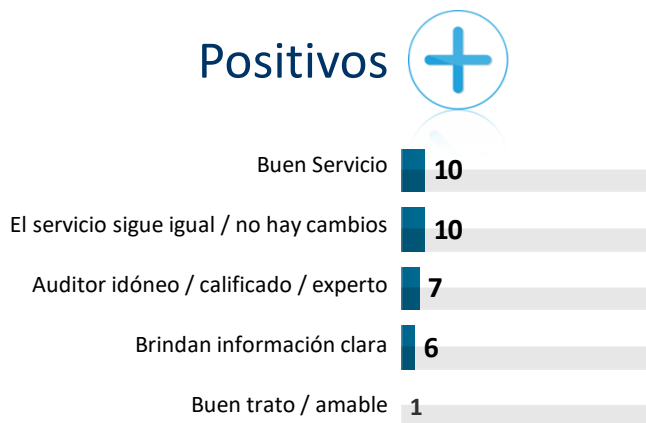 Positivos
Buen Servicio 10
El servicio sigue igual / no hay cambios 10
Auditor idóneo / calificado / experto 7
Brindan información clara 6
Buen trato / amable 1